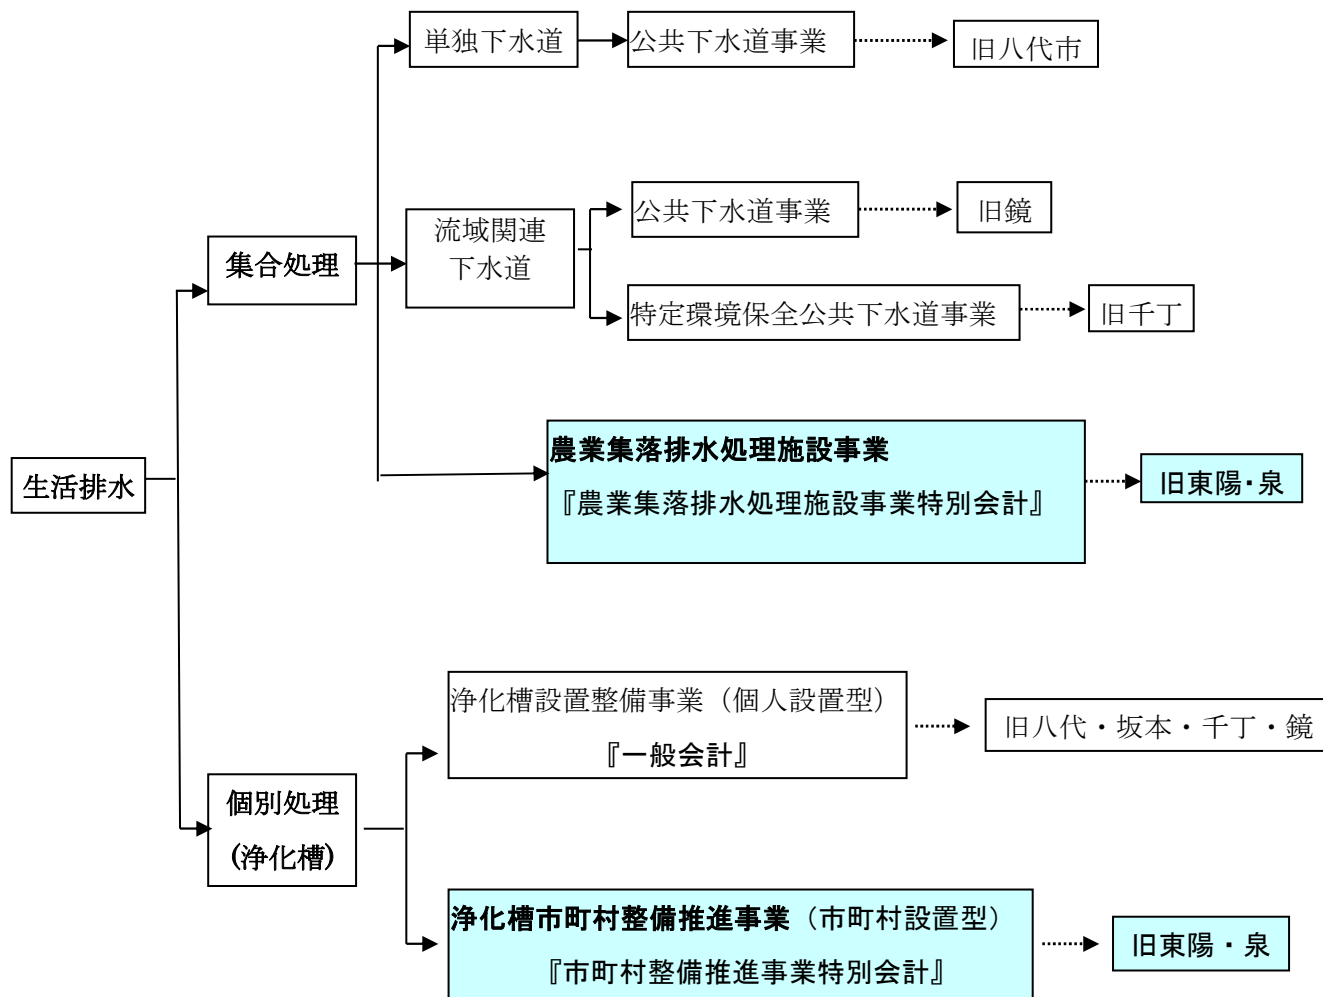 単独下水道
公共下水道事業
旧八代市
流域関連
下水道
公共下水道事業
旧鏡
集合処理
特定環境保全公共下水道事業
旧千丁
農業集落排水処理施設事業
『農業集落排水処理施設事業特別会計』
旧東陽・泉
生活排水
浄化槽設置整備事業（個人設置型）
『一般会計』
旧八代・坂本・千丁・鏡
個別処理
(浄化槽)
浄化槽市町村整備推進事業（市町村設置型）
『市町村整備推進事業特別会計』
旧東陽・泉